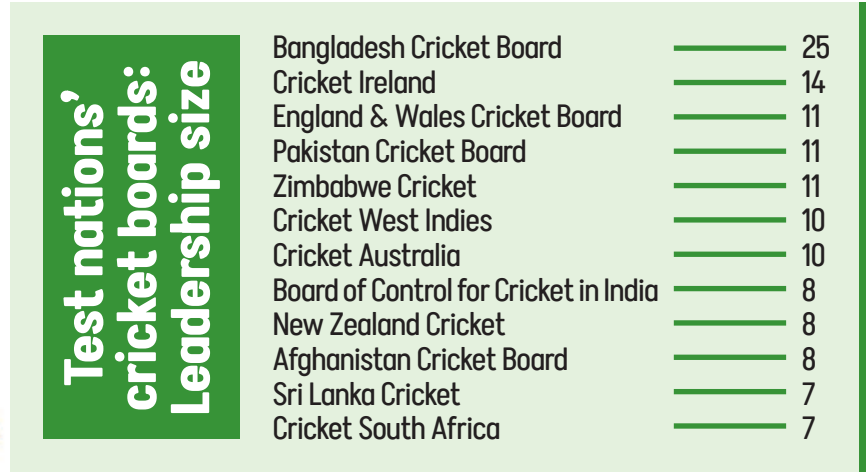 Test nations’
cricket boards:
Leadership size
Bangladesh Cricket Board 25
Cricket Ireland 14
England & Wales Cricket Board 11
Pakistan Cricket Board 11
Zimbabwe Cricket 11
Cricket West Indies 10
Cricket Australia 10
Board of Control for Cricket in India 8
New Zealand Cricket 8
Afghanistan Cricket Board 8
Sri Lanka Cricket 7
Cricket South Africa 7